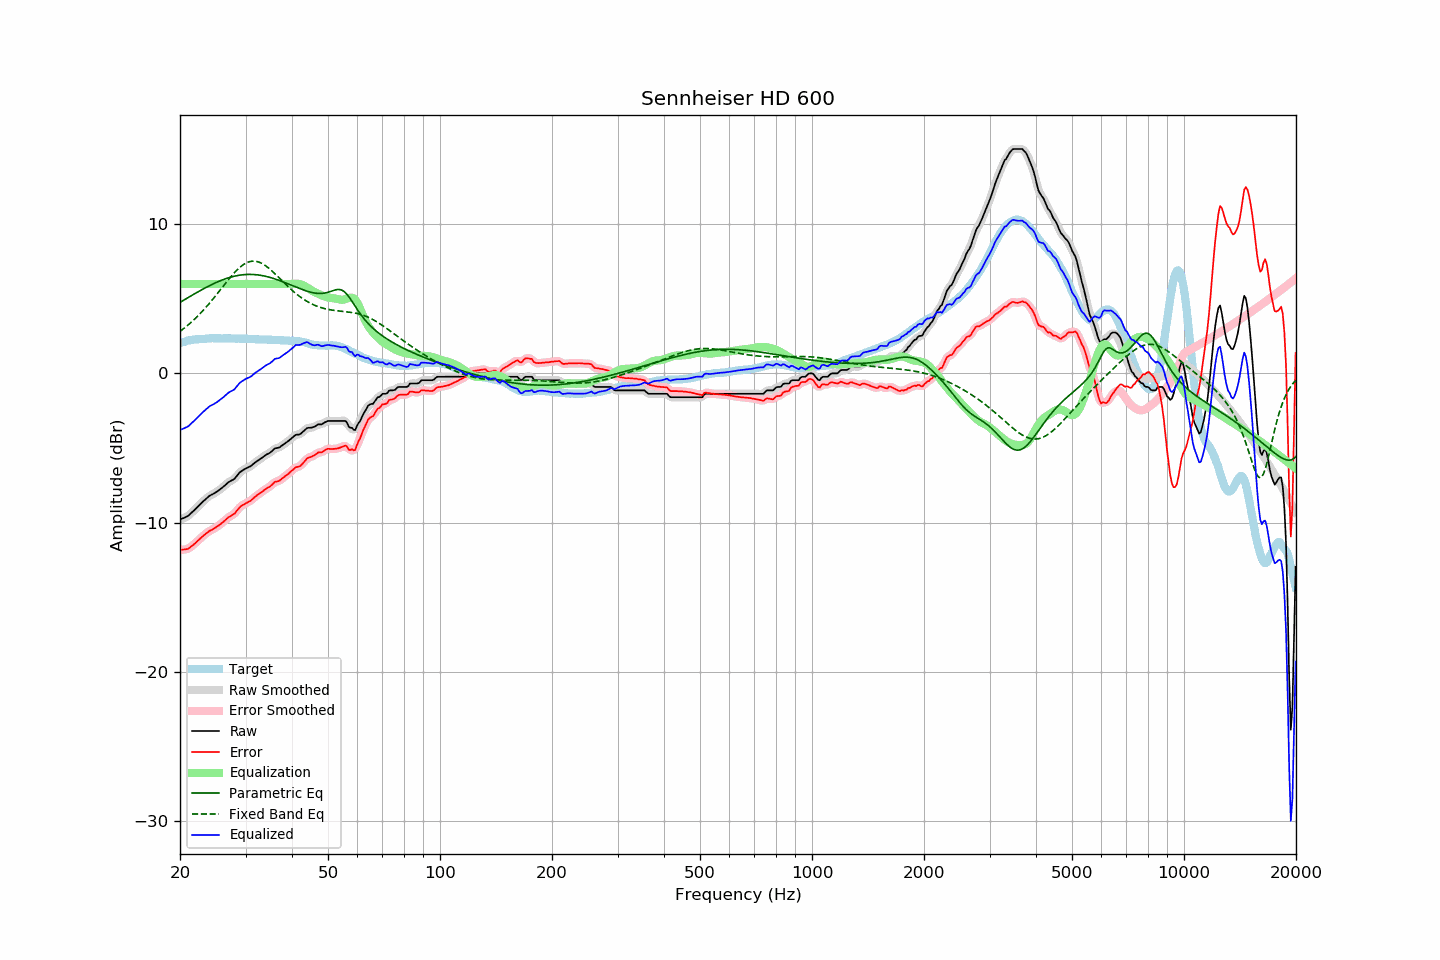 Sennheiser HD 600
Amplitude (dBr)
10
0
−10
−20
−30
Target
Raw Smoothed
Error Smoothed
Raw
Error
Equalization
Parametric Eq
Fixed Band Eq
Equalized
20 50 100 200 500 1000 2000 5000 10000 20000
Frequency (Hz)